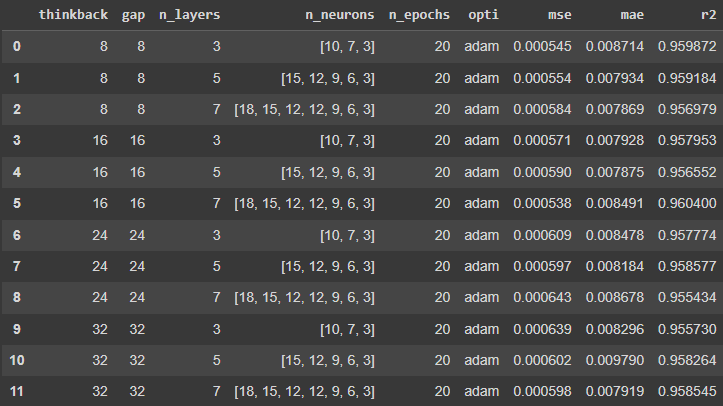 thinkback gap n_layers n_neurons n_epochs opti mse mae r2
0 8 8 3 [10, 7, 3] 20 adam 0.000545 0.008714 0.959872
1 8 8 5 [15, 12, 9, 6, 3] 20 adam 0.000554 0.007934 0.959184
2 8 8 7 [18, 15, 12, 12, 9, 6, 3] 20 adam 0.000584 0.007869 0.956979
3 16 16 3 [10, 7, 3] 20 adam 0.000571 0.007928 0.957953
4 16 16 5 [15, 12, 9, 6, 3] 20 adam 0.000590 0.007875 0.956552
5 16 16 7 [18, 15, 12, 12, 9, 6, 3] 20 adam 0.000538 0.008491 0.960400
6 24 24 3 [10, 7, 3] 20 adam 0.000609 0.008478 0.957774
7 24 24 5 [15, 12, 9, 6, 3] 20 adam 0.000597 0.008184 0.958577
8 24 24 7 [18, 15, 12, 12, 9, 6, 3] 20 adam 0.000643 0.008678 0.955434
9 32 32 3 [10, 7, 3] 20 adam 0.000639 0.008296 0.955730
10 32 32 5 [15, 12, 9, 6, 3] 20 adam 0.000602 0.009790 0.958264
11 32 32 7 [18, 15, 12, 12, 9, 6, 3] 20 adam 0.000598 0.007919 0.958545